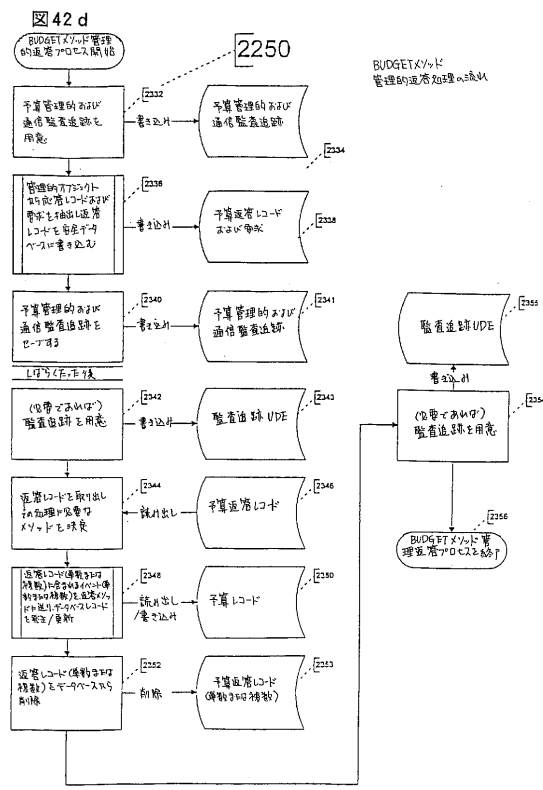 図42d
BUDGETメソッド管理
的返答プロセス開始
2250
BUDGETメソッド
管理的返答処理の流れ
2332
予算管理的および
通信監査追跡を
用意
書き込み
予算管理的および
通信監査追跡
2334
2336
管理的オブジェクト
から応答レコードおよび
要求を抽出し返答
レコードを安全データ
ベースに書き込む
書き込み
予算返答レコード
および要求
2338
2340
予算管理的および
通信監査追跡を
セーブする
書き込み
予算管理的および
通信監査追跡
2341
しばらくたった後
2342
(必要であれば)
監査追跡を用意
書き込み
監査追跡UDE
2343
2344
返答レコードを取り出し
その処理に必要な
メソッドを決定
読み出し
予算返答レコード
2346
2348
返答レコード(単数または
複数)に含まれるイベント(単
数または複数)を返答メソッ
ドに送り、データベースレコード
を発生/更新
読み出し
/書き込み
予算レコード
2350
2352
返答レコード(単数または
複数)をデータベースから
削除
削除
予算返答レコード
(単数または複数)
2353
2355
監査追跡UDE
書き込み
2354
(必要であれば)
監査追跡を用意
2356
BUDGETメソッド管
理返答プロセスを終了